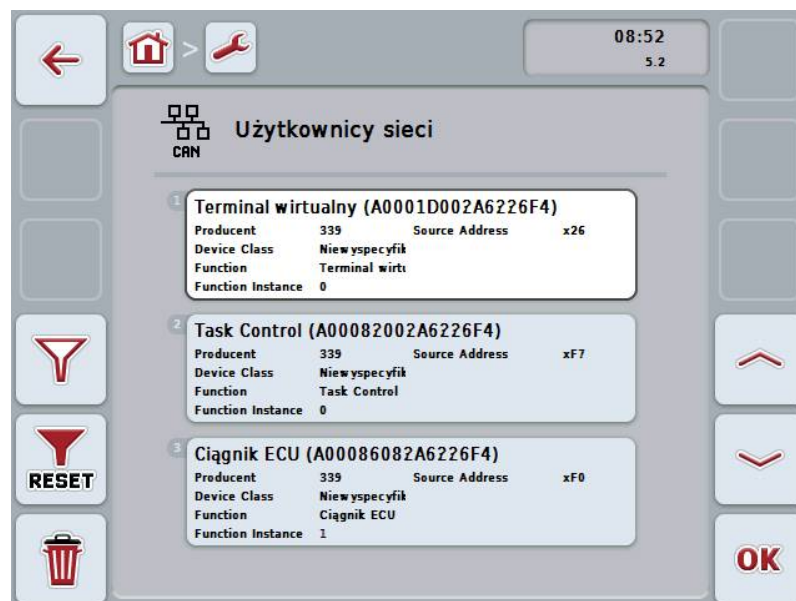 08:52
5.2
>
Użytkownicy sieci
CAN
1
Terminal wirtualny (A0001D002A6226F4)
Producent 339 Source Address x26
Device Class Niewyspecyfik
Function Terminal wirtu
Function Instance 0
2
Task Control (A00082002A6226F4)
Producent 339 Source Address xF7
Device Class Niewyspecyfik
Function Task Control
Function Instance 0
3
Ciągnik ECU (A00086082A6226F4)
Producent 339 Source Address xF0
Device Class Niewyspecyfik
Function Ciągnik ECU
Function Instance 1
RESET
OK